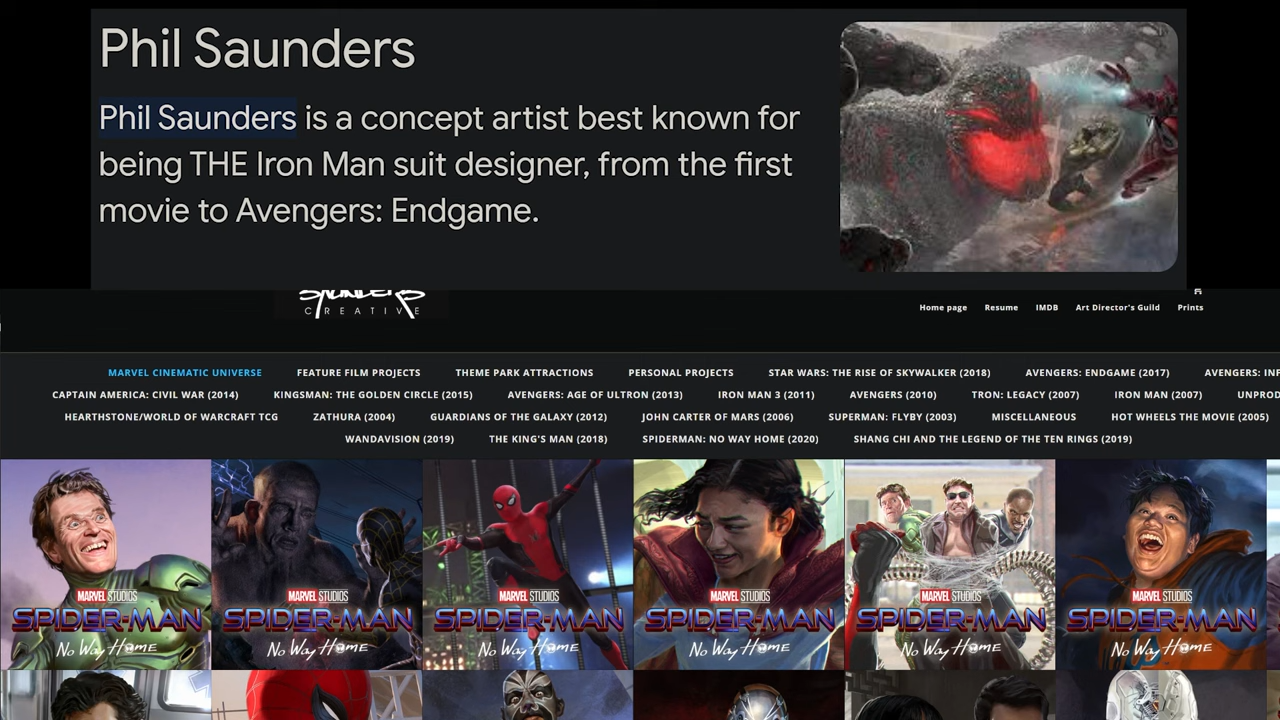 Phil Saunders
Phil Saunders is a concept artist best known for
being THE Iron Man suit designer, from the first
movie to Avengers: Endgame.
CREATIVE
Home page Resume IMDB Art Director's Guild Prints
MARVEL CINEMATIC UNIVERSE FEATURE FILM PROJECTS THEME PARK ATTRACTIONS PERSONAL PROJECTS STAR WARS: THE RISE OF SKYWALKER (2018) AVENGERS: ENDGAME (2017) AVENGERS: INF
CAPTAIN AMERICA: CIVIL WAR (2014) KINGSMAN: THE GOLDEN CIRCLE (2015) AVENGERS: AGE OF ULTRON (2013) IRON MAN 3 (2011) AVENGERS (2010) TRON: LEGACY (2007) IRON MAN (2007) UNPROD
HEARTHSTONE/WORLD OF WARCRAFT TCG ZATHURA (2004) GUARDIANS OF THE GALAXY (2012) JOHN CARTER OF MARS (2006) SUPERMAN: FLYBY (2003) MISCELLANEOUS HOT WHEELS THE MOVIE (2005)
WANDAVISION (2019) THE KING'S MAN (2018) SPIDERMAN: NO WAY HOME (2020) SHANG CHI AND THE LEGEND OF THE TEN RINGS (2019)
MARVEL STUDIOS MARVEL STUDIOS MARVEL STUDIOS MARVEL STUDIOS MARVEL STUDIOS MARVEL STUDIOS
SPIDER-MAN SPIDER-MAN SPIDER-MAN SPIDER-MAN SPIDER-MAN SPIDER-MAN
No Way Home No Way Home No Way Home No Way Home No Way Home No Way Home